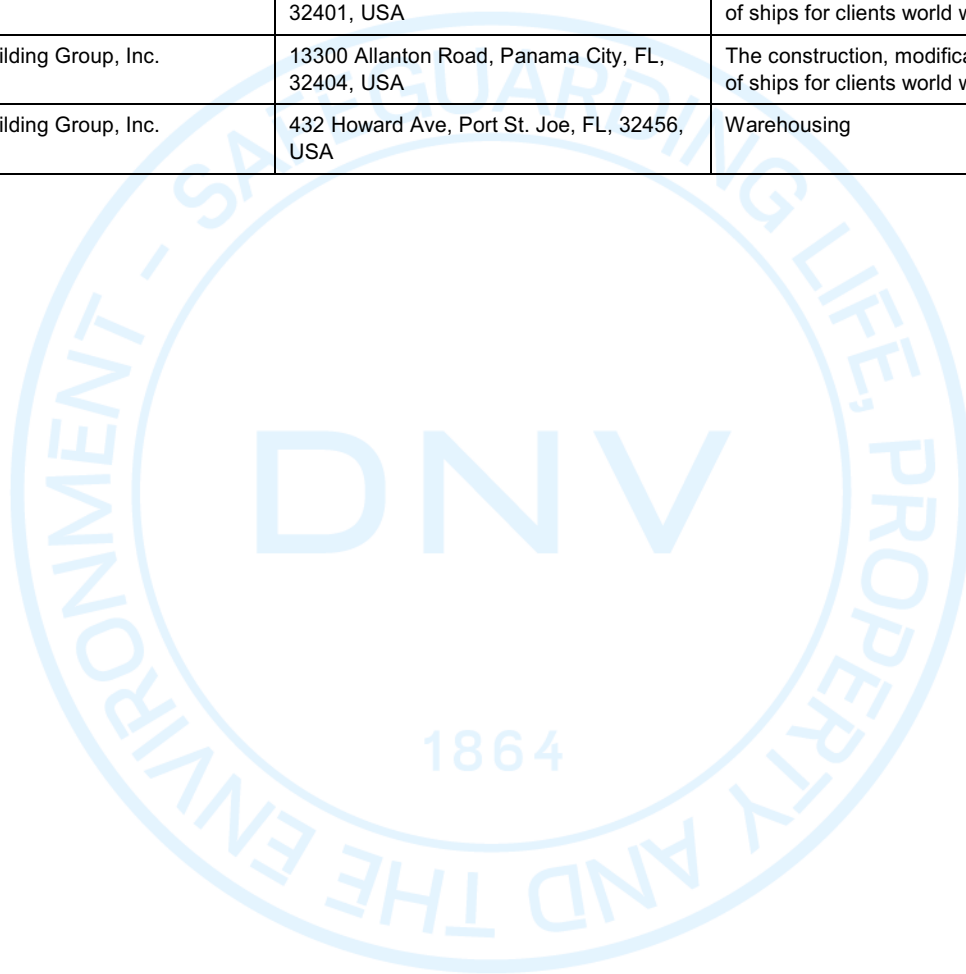 32401, USA
of ships for clients world
ilding Group, Inc.
13300 Allanton Road, Panama City, FL,
32404, USA
The construction,
of ships for clients world
ilding Group, Inc.
432 Howard Ave, Port St. Joe, FL, 32456,
USA
Warehousing
SAFEGUARDING LIFE, PROPERTY AND THE ENVIRONMENT -
DNV
1864